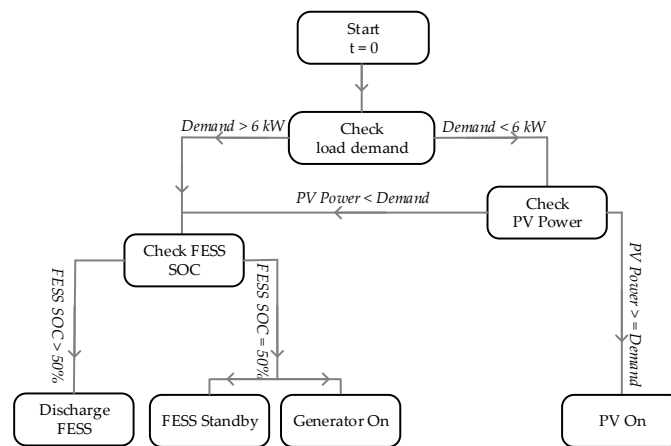 Start
t = 0
Demand > 6 kW
Check
load demand
Demand < 6 kW
PV Power < Demand
Check
PV Power
Check FESS
SOC
FESS SOC > 50%
FESS SOC = 50%
PV Power > = Demand
Discharge
FESS
FESS Standby
Generator On
PV On